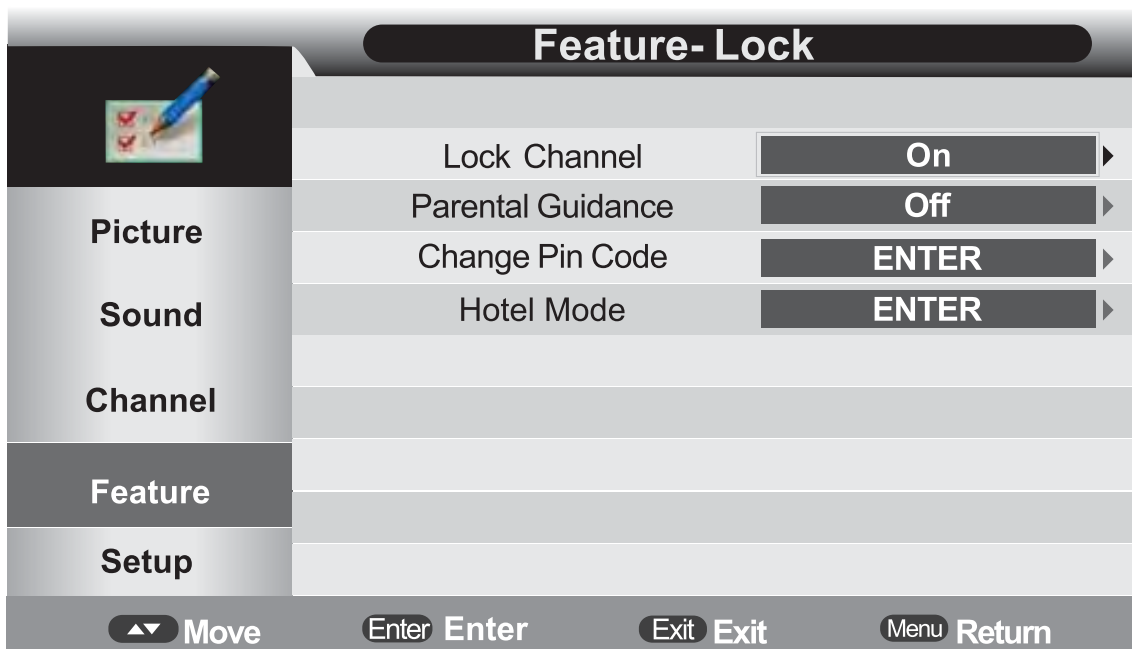 Feature- Lock
Lock Channel On
Parental Guidance Off
Change Pin Code ENTER
Hotel Mode ENTER
Picture
Sound
Channel
Feature
Setup
Move Enter Enter Exit Exit Menu Return